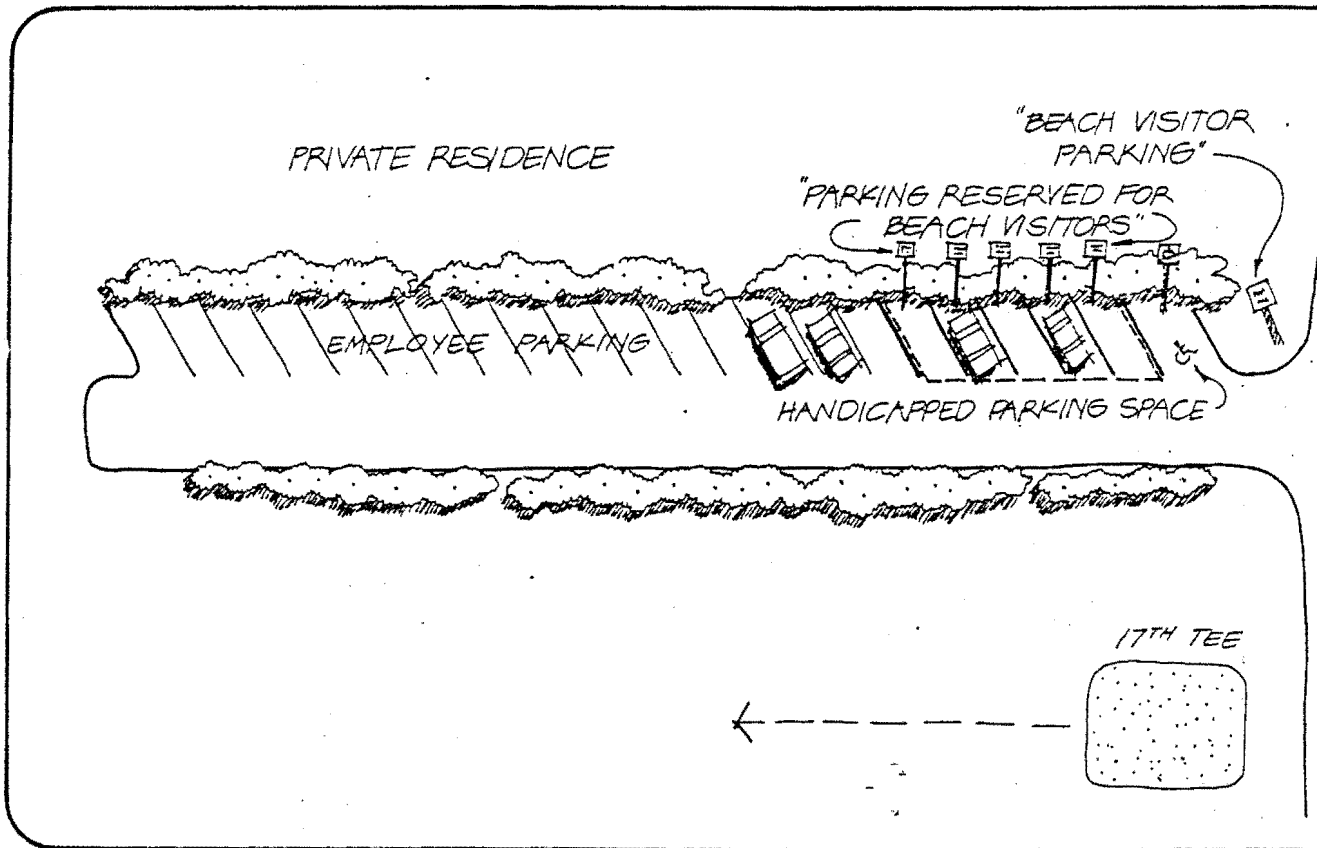 "BEACH VISITOR
PARKING"
PRIVATE RESIDENCE
"PARKING RESERVED FOR
BEACH VISITORS"
EMPLOYEE PARKING
HANDICAPPED PARKING SPACE
17TH TEE